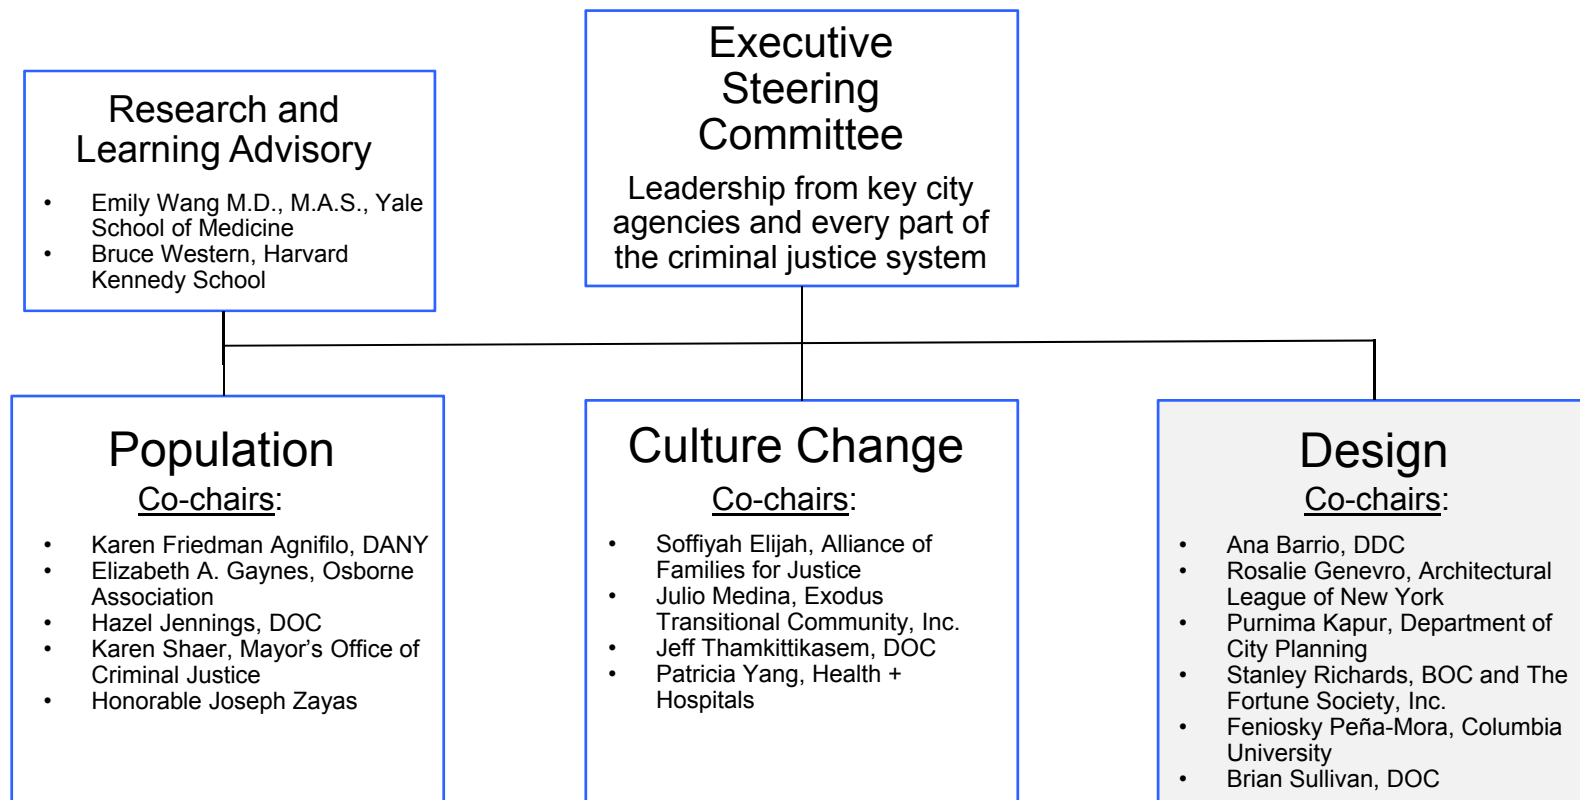 Research and
Learning Advisory
• Emily Wang M.D., M.A.S., Yale
School of Medicine
• Bruce Western, Harvard
Kennedy School
Executive
Steering
Committee
Leadership from key city
agencies and every part of
the criminal justice system
Population
Co-chairs:
• Karen Friedman Agnifilo, DANY
• Elizabeth A. Gaynes, Osborne
Association
• Hazel Jennings, DOC
• Karen Shaer, Mayor’s Office of
Criminal Justice
• Honorable Joseph Zayas
Culture Change
Co-chairs:
• Soffiyah Elijah, Alliance of
Families for Justice
• Julio Medina, Exodus
Transitional Community, Inc.
• Jeff Thamkittikasem, DOC
• Patricia Yang, Health +
Hospitals
Design
Co-chairs:
• Ana Barrio, DDC
• Rosalie Genevro, Architectural
League of New York
• Purnima Kapur, Department of
City Planning
• Stanley Richards, BOC and The
Fortune Society, Inc.
• Feniosky Peña-Mora, Columbia
University
• Brian Sullivan, DOC